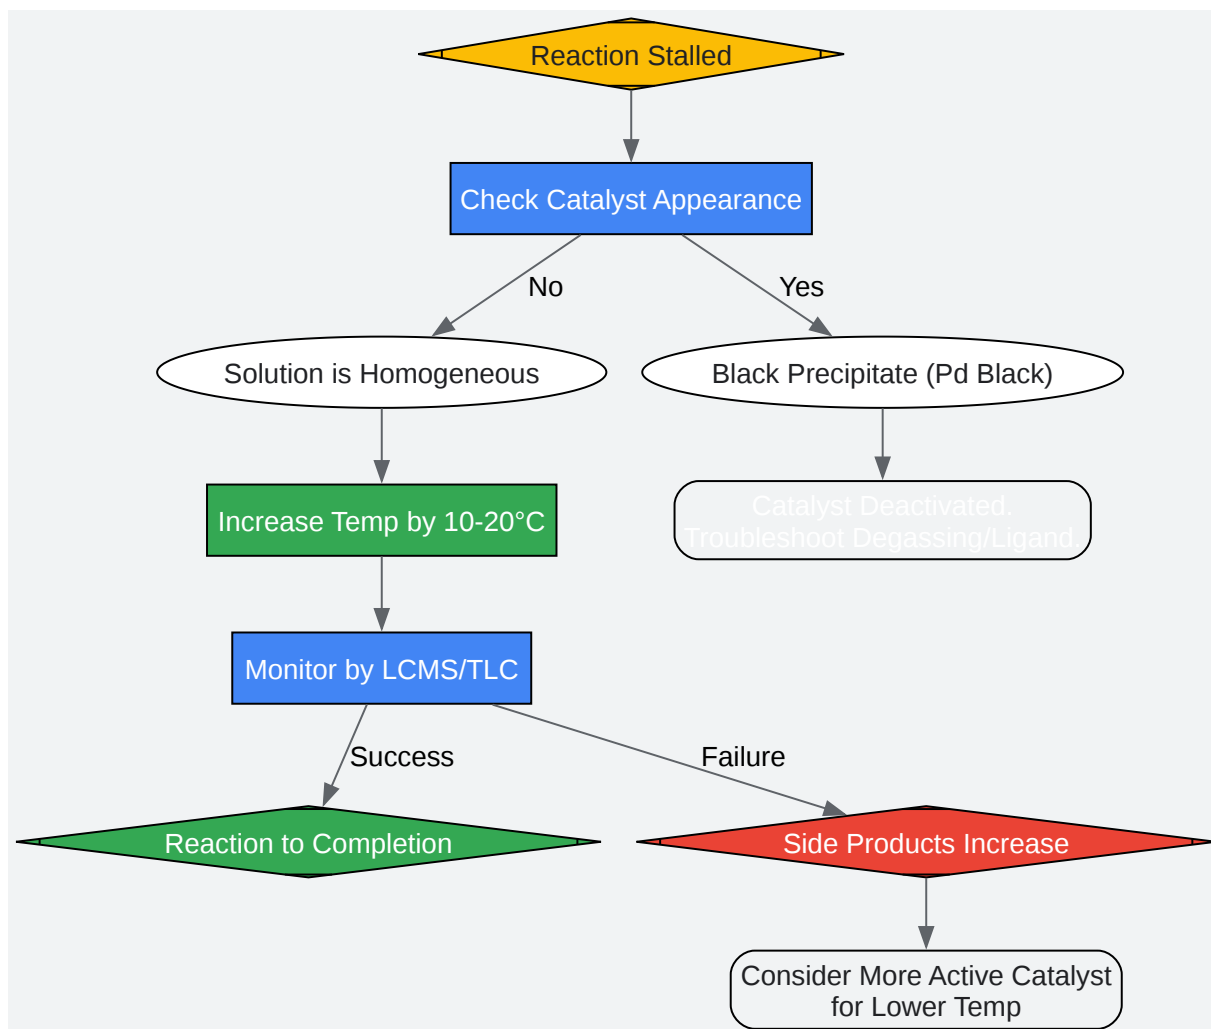 Reaction Stalled
Check Catalyst Appearance
No
Yes
Solution is Homogeneous
Black Precipitate (Pd Black)
Increase Temp by 10-20°C
Catalyst Deactivated.
Troubleshoot Degassing/Ligand.
Monitor by LCMS/TLC
Success
Failure
Reaction to Completion
Side Products Increase
Consider More Active Catalyst
for Lower Temp